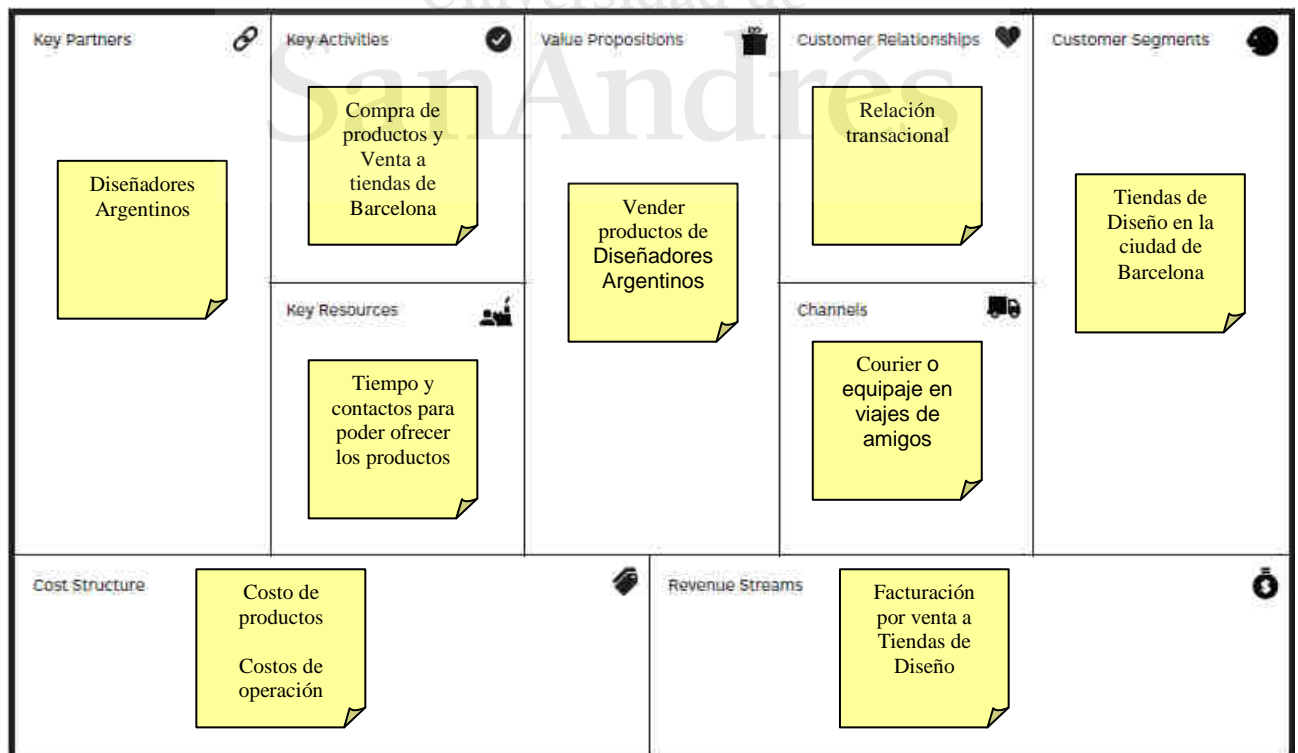 Universidad de
SanAndrés
Key Partners
Diseñadores
Argentinos
Key Activities
Compra de
productos y
Venta a
tiendas de
Barcelona
Key Resources
Tiempo y
contactos para
poder ofrecer
los productos
Value Propositions
Vender
productos de
Diseñadores
Argentinos
Customer Relationships
Relación
transacional
Channels
Courier o
equipaje en
viajes de
amigos
Customer Segments
Tiendas de
Diseño en la
ciudad de
Barcelona
Cost Structure
Costo de
productos
Costos de
operación
Revenue Streams
Facturación
por venta a
Tiendas de
Diseño